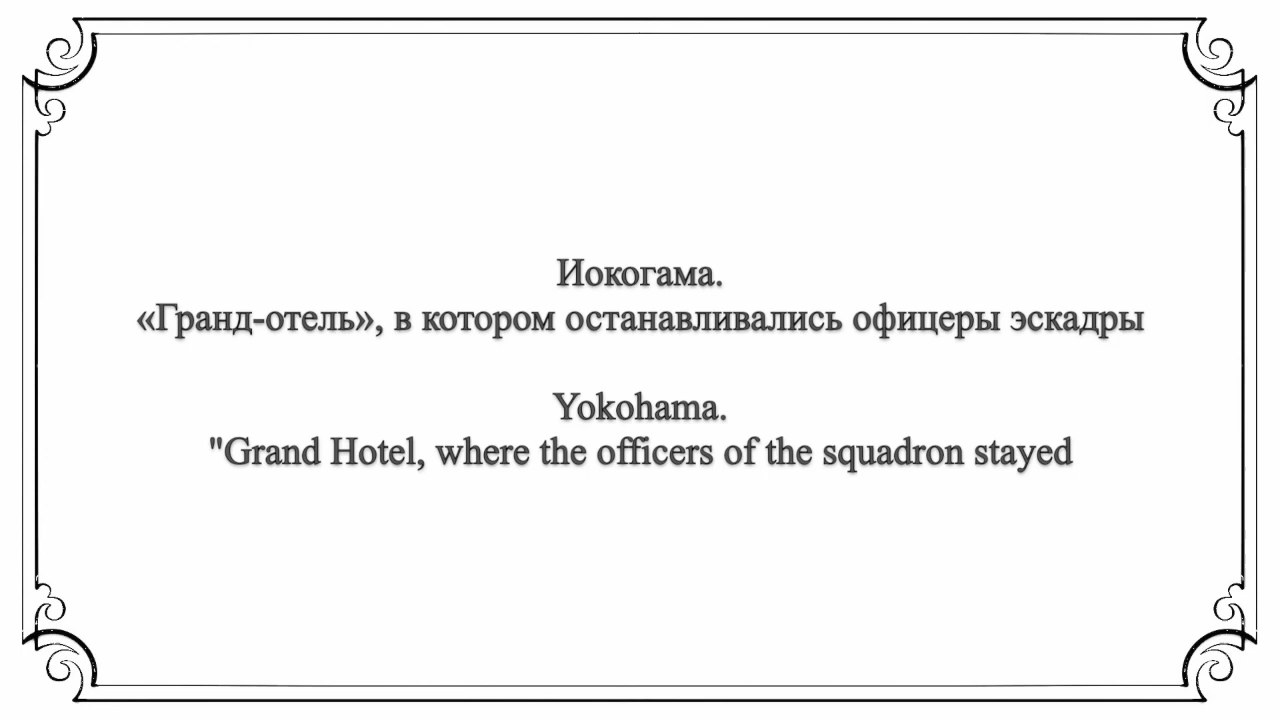 Иокогама.
«Гранд-отель», в котором останавливались офицеры эскадры
Yokohama.
"Grand Hotel, where the officers of the squadron stayed